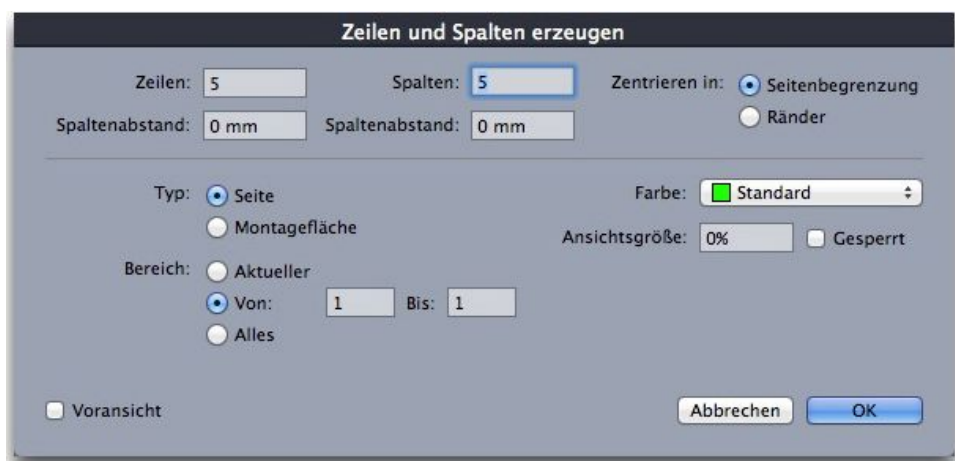 Zeilen und Spalten erzeugen
Zeilen: 5 Spalten: 5 Zentrieren in: Seitenbegrenzung
Spaltenabstand: 0 mm Spaltenabstand: 0 mm Ränder
Typ: Seite Farbe: Standard
Montagefläche Ansichtsgröße: 0% Gesperrt
Bereich: Aktueller
Von: 1 Bis: 1
Alles
Voransicht Abbrechen OK